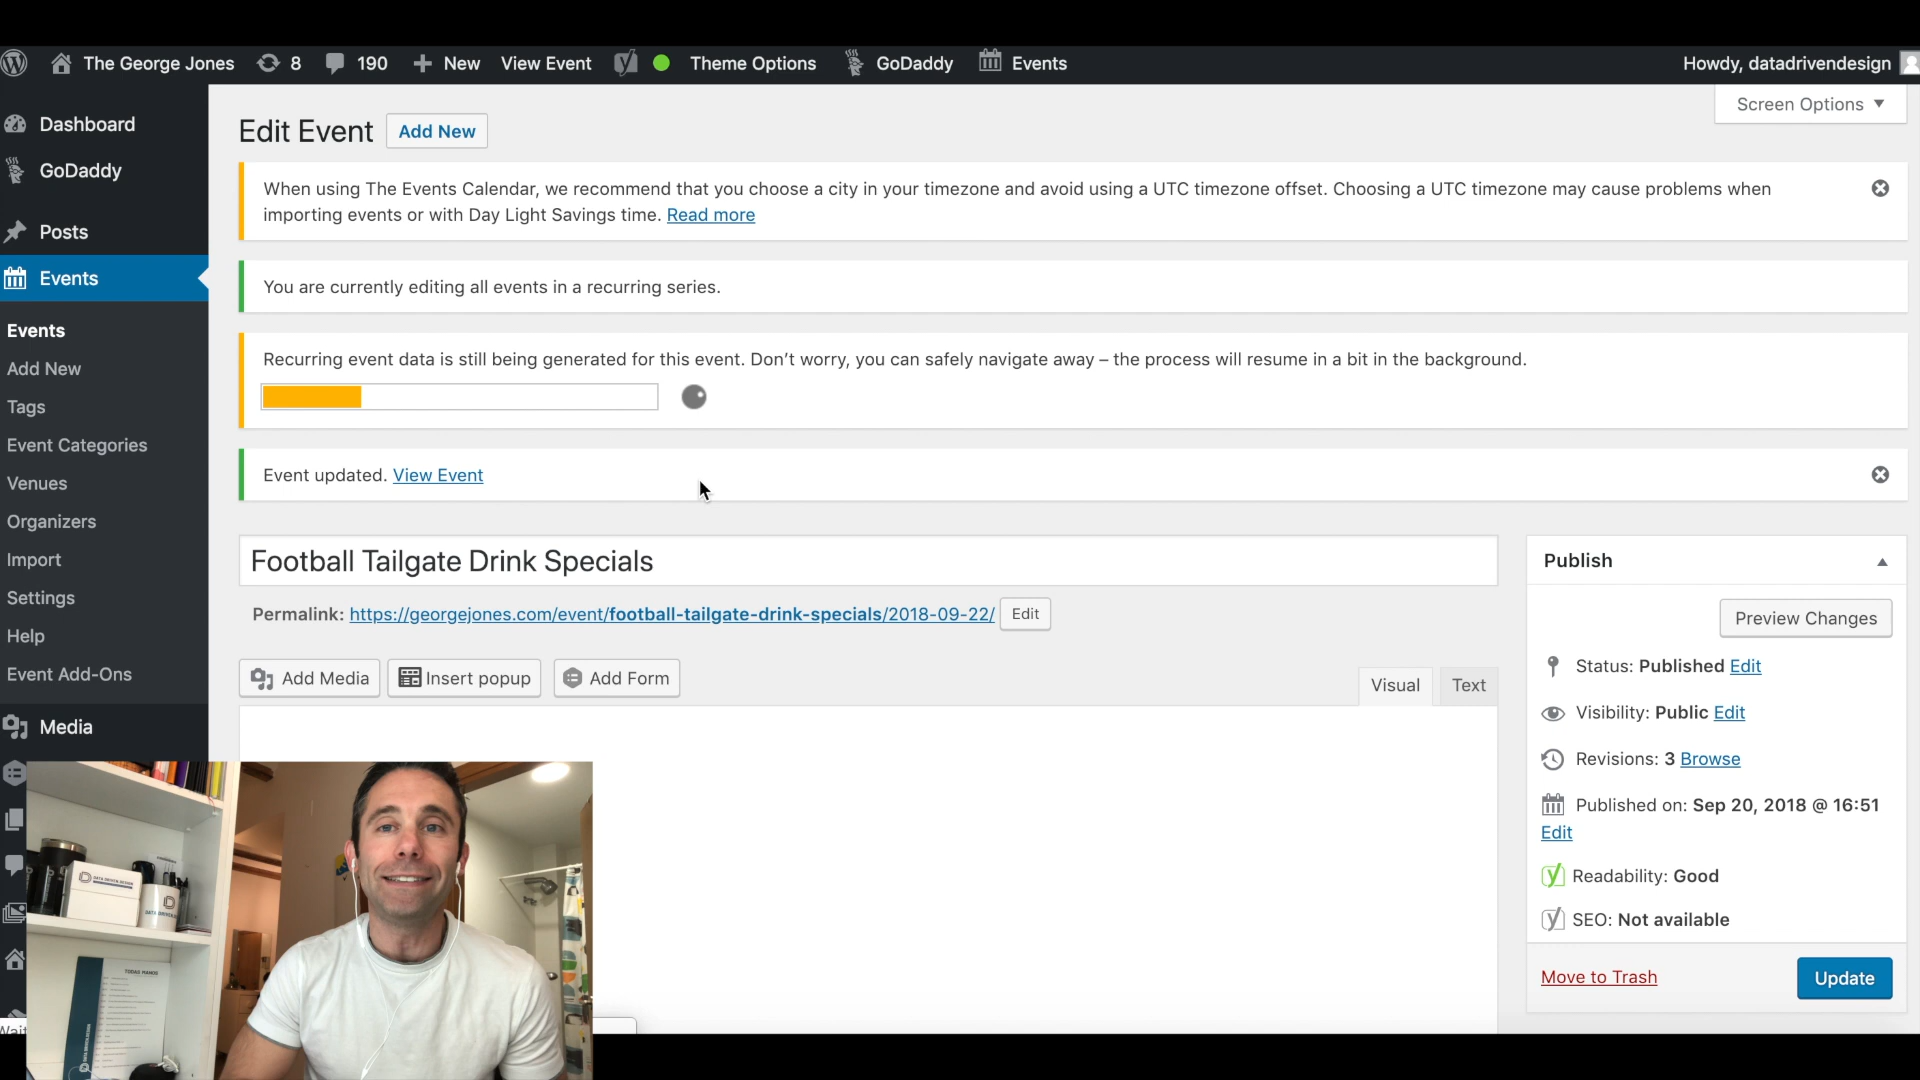 The George Jones 8 190 New View Event Theme Options GoDaddy Events Howdy, datadrivendesign
Screen Options
Dashboard
GoDaddy
Posts
Events
Events
Add New
Tags
Event Categories
Venues
Organizers
Import
Settings
Help
Event Add-Ons
Media
Edit Event Add New
When using The Events Calendar, we recommend that you choose a city in your timezone and avoid using a UTC timezone offset. Choosing a UTC timezone may cause problems when
importing events or with Day Light Savings time. Read more
You are currently editing all events in a recurring series.
Recurring event data is still being generated for this event. Don’t worry, you can safely navigate away – the process will resume in a bit in the background.
Event updated. View Event
Football Tailgate Drink Specials
Permalink: https://georgejones.com/event/football-tailgate-drink-specials/2018-09-22/ Edit
Add Media Insert popup Add Form
Visual Text
Publish
Preview Changes
Status: Published Edit
Visibility: Public Edit
Revisions: 3 Browse
Published on: Sep 20, 2018 @ 16:51
Edit
Readability: Good
SEO: Not available
Move to Trash Update
DATA DRIVEN DESIGN